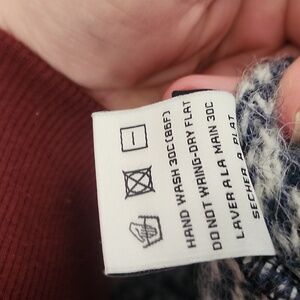 HAND WASH 30C(86F)
DO NOT WRING-DRY FLAT
LAVER A LA MAIN 30C
SECHER A PLAT